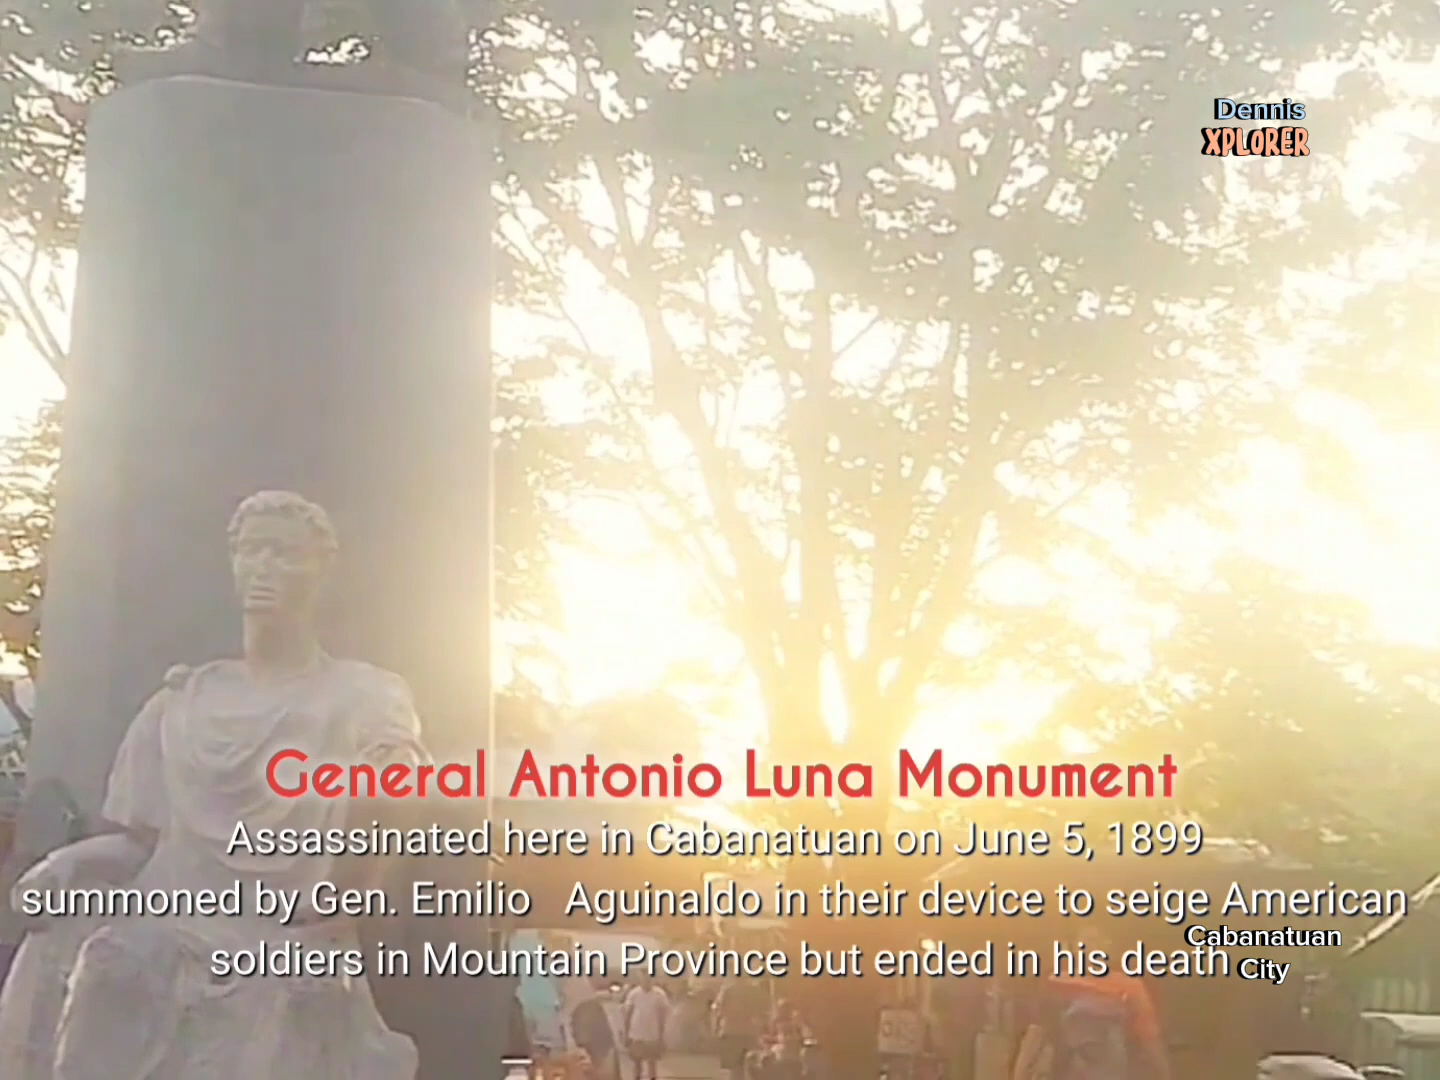 Dennis
XPLORER
General Antonio Luna Monument
Assassinated here in Cabanatuan on June 5, 1899
summoned by Gen. Emilio Aguinaldo in their device to seige American
soldiers in Mountain Province but ended in his death
Cabanatuan
City